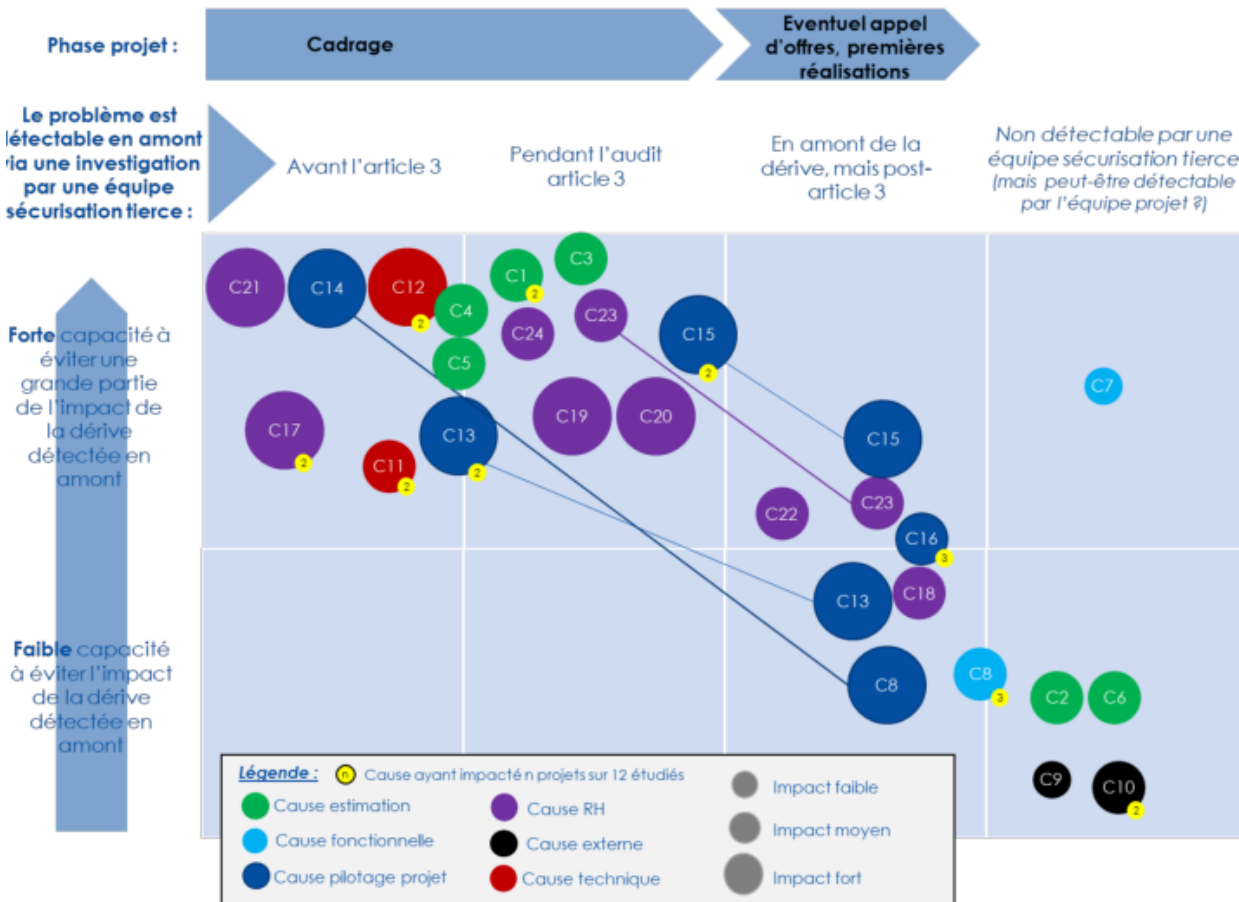 Phase projet :
Cadrage
Eventuel appel
d'offres, premières
réalisations
Le problème est
détectable en amont
via une investigation
par une équipe
sécurisation tierce :
Avant l'article 3
Pendant l'audit
article 3
En amont de la
dérive, mais post-
article 3
Non détectable par une
équipe sécurisation tierce
(mais peut-être détectable
par l'équipe projet ?)
Forte capacité à
éviter une
grande partie
de l'impact de
la dérive
détectée en
amont
C21
C14
C12
2
C4
C5
C1
2
C3
C24
C23
C15
2
C17
2
C11
2
C13
2
C19
C20
C15
C23
C22
C16
3
C7
Faible capacité
à éviter l'impact
de la dérive
détectée en
amont
C13
C18
C8
C8
3
C2
C6
C9
C10
2
Légende :
n
Cause ayant impacté n projets sur 12 étudiés
Cause estimation
Cause RH
Cause fonctionnelle
Cause externe
Cause pilotage projet
Cause technique
Impact faible
Impact moyen
Impact fort